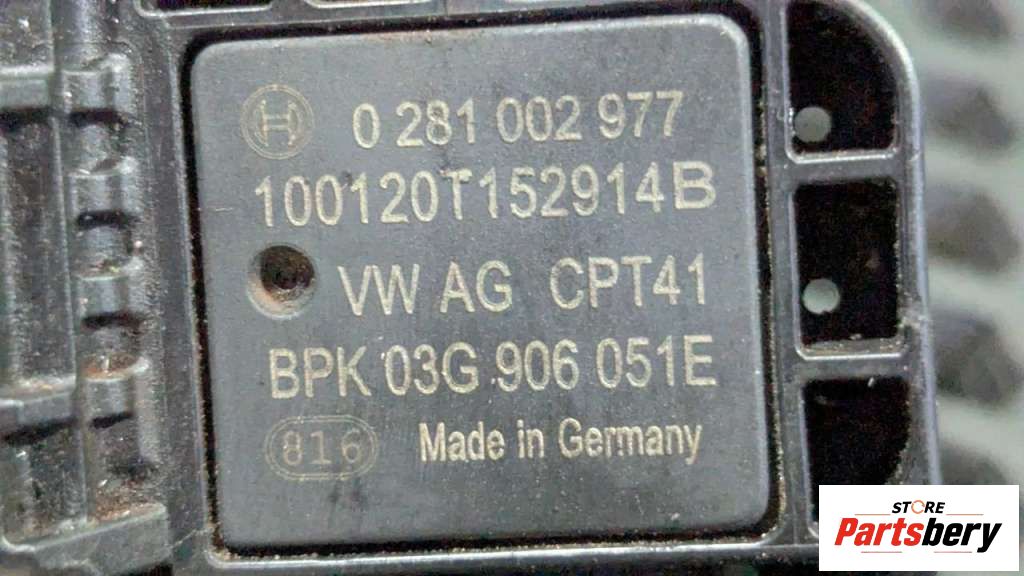 0 281 002 977
100120T152914B
VW AG CPT41
BPK 03G 906 051E
816 Made in Germany
STORE
Partsbery